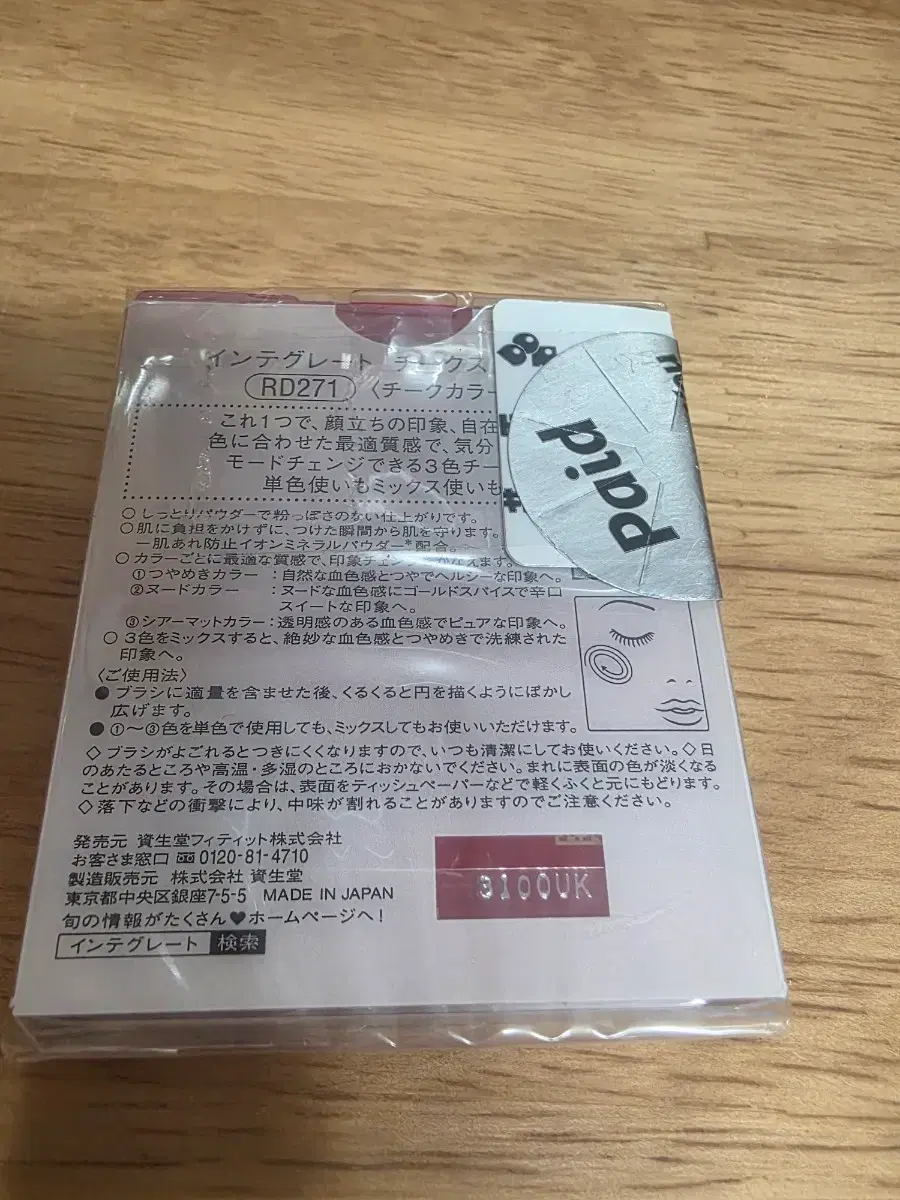 インテグレート チークス
RD271 〈チークカラー
これ1つで、顔立ちの印象、自在
色に合わせた最適質感で、気分
モードチェンジできる3色チー
単色使いもミックス使いも
Paid
○しっとりパウダーで粉っぽさのない仕上がりです。
○肌に負担をかけずに、つけた瞬間から肌を守ります。
ー肌あれ防止イオンミネラルパウダー*配合。
○カラーごとに最適な質感で、印象チェンジ
①つやめきカラー :自然な血色感とつやでヘルシーな印象へ。
②ヌードカラー :ヌードな血色感にゴールドスパイスで辛口
スイートな印象へ。
③シアーマットカラー:透明感のある血色感でピュアな印象へ。
○3色をミックスすると、絶妙な血色感とつやめきで洗練された
印象へ。
〈ご使用法〉
●ブラシに適量を含ませた後、くるくると円を描くようにぼかし
広げます。
●①〜③色を単色で使用しても、ミックスしてもお使いいただけます。
◇ブラシがよごれるとつきにくくなりますので、いつも清潔にしてお使いください。◇日
のあたるところや高温・多湿のところにおかないでください。まれに表面の色が淡くなる
ことがあります。その場合は、表面をティッシュペーパーなどで軽くふくと元にもどります。
◇落下などの衝撃により、中味が割れることがありますのでご注意ください。
発売元 資生堂フィティット株式会社
お客さま窓口 0120-81-4710
製造販売元 株式会社 資生堂
東京都中央区銀座7-5-5 MADE IN JAPAN
旬の情報がたくさん♥ホームページへ!
インテグレート 検索
3100UK